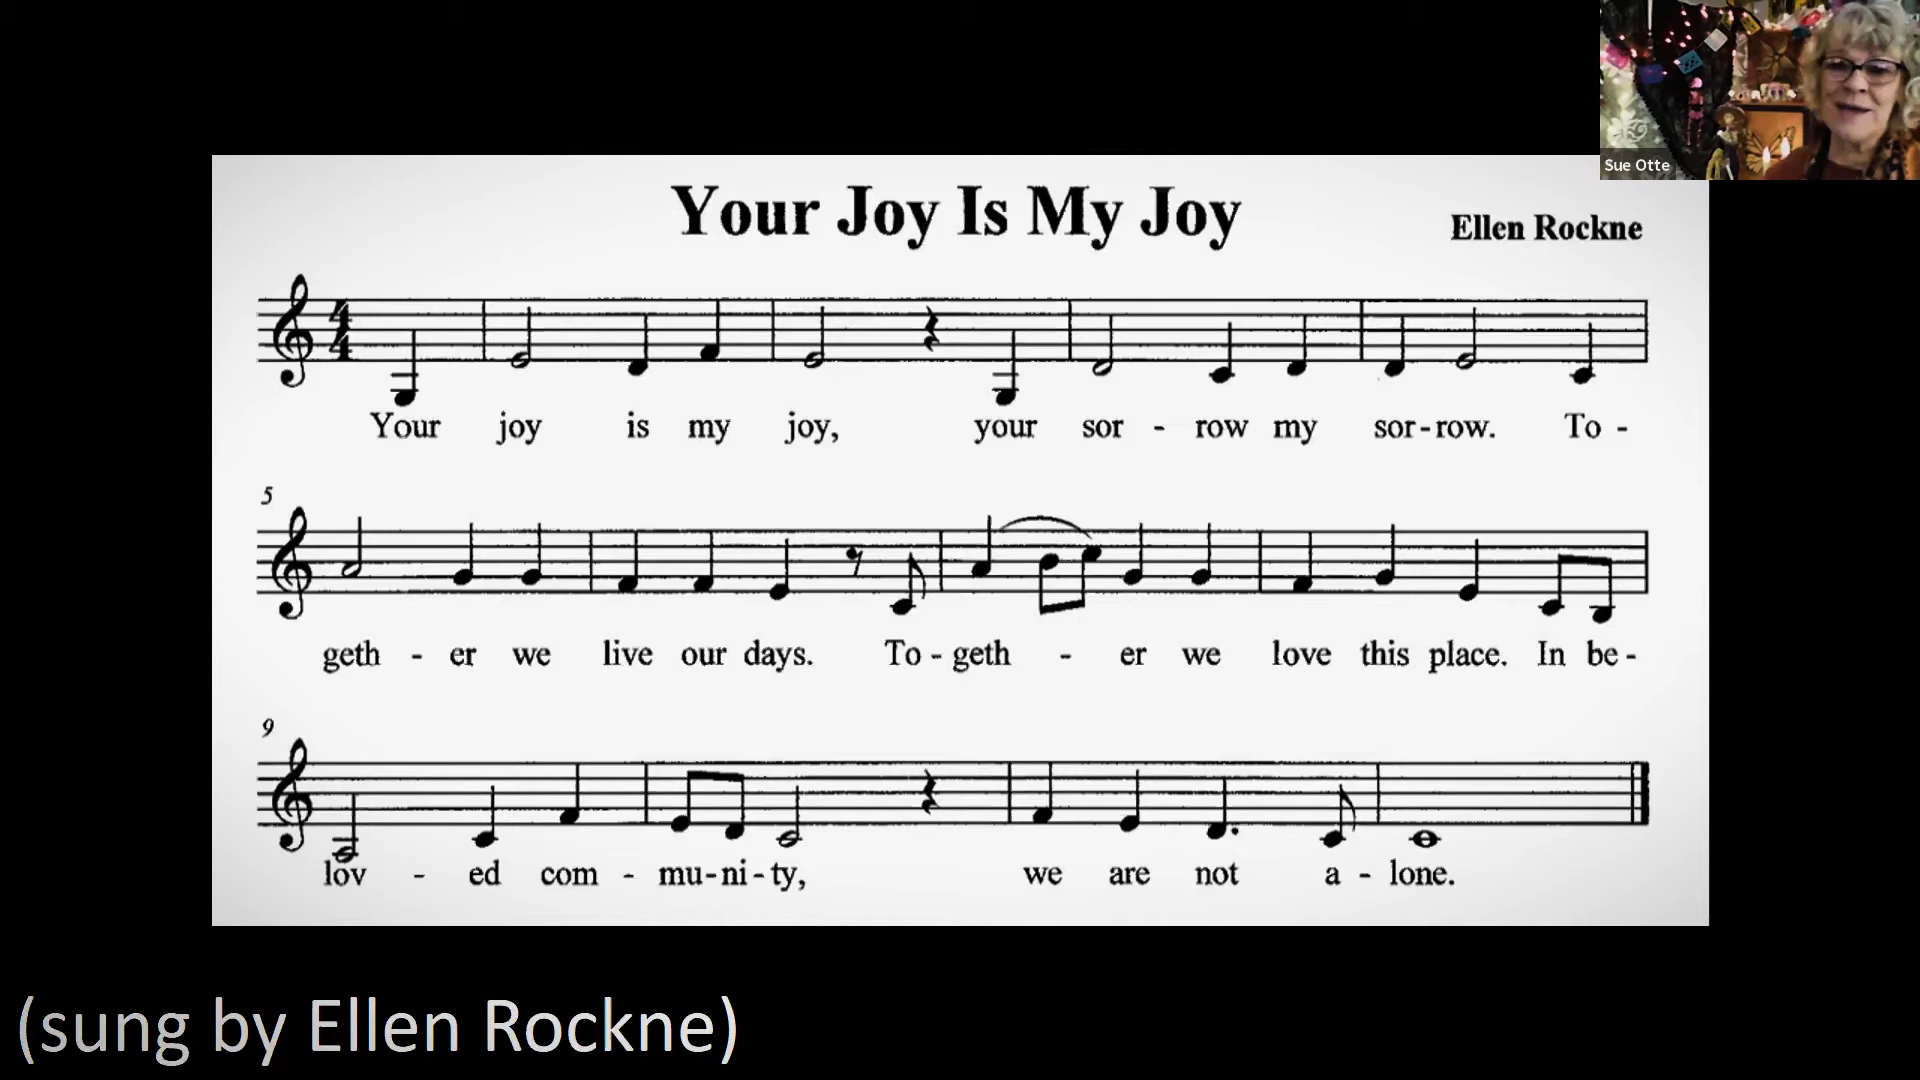 Sue Otte
Your Joy Is My Joy
Ellen Rockne
4
4
Your joy is my joy, your sor - row my sor - row. To -
5
geth - er we live our days. To - geth - er we love this place. In be -
9
lov - ed com - mu - ni - ty, we are not a - lone.
(sung by Ellen Rockne)